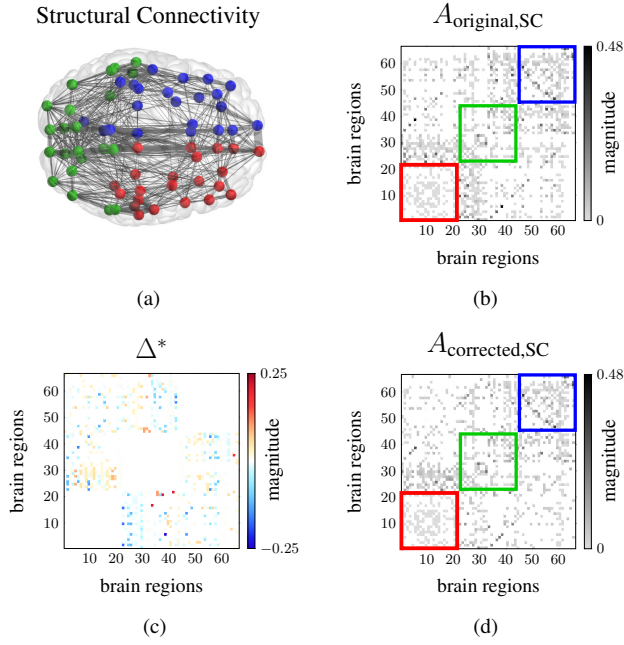 Structural Connectivity
(a)
A_original,SC
0.48
60
50
40
30
20
10
brain regions
magnitude
0
10 20 30 40 50 60
brain regions
(b)
Δ*
0.25
60
50
40
30
20
10
brain regions
magnitude
−0.25
10 20 30 40 50 60
brain regions
(c)
A_corrected,SC
0.48
60
50
40
30
20
10
brain regions
magnitude
0
10 20 30 40 50 60
brain regions
(d)